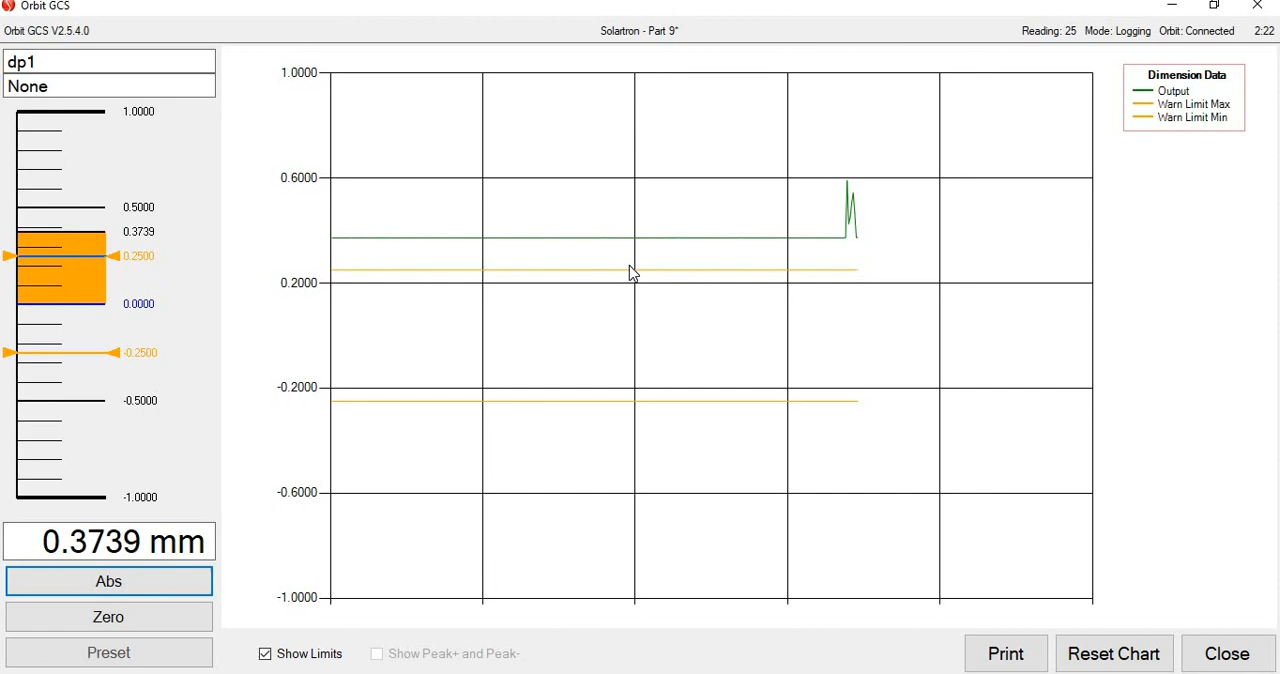 Orbit GCS
Orbit GCS V2.5.4.0
Solartron - Part 9*
Reading: 25 Mode: Logging Orbit: Connected 2:22
dp1
None
1.0000
0.5000
0.3739
0.2500
0.0000
-0.2500
-0.5000
-1.0000
0.3739 mm
Abs
Zero
Preset
1.0000
0.6000
0.2000
-0.2000
-0.6000
-1.0000
Dimension Data
Output
Warn Limit Max
Warn Limit Min
Show Limits
Show Peak+ and Peak-
Print
Reset Chart
Close